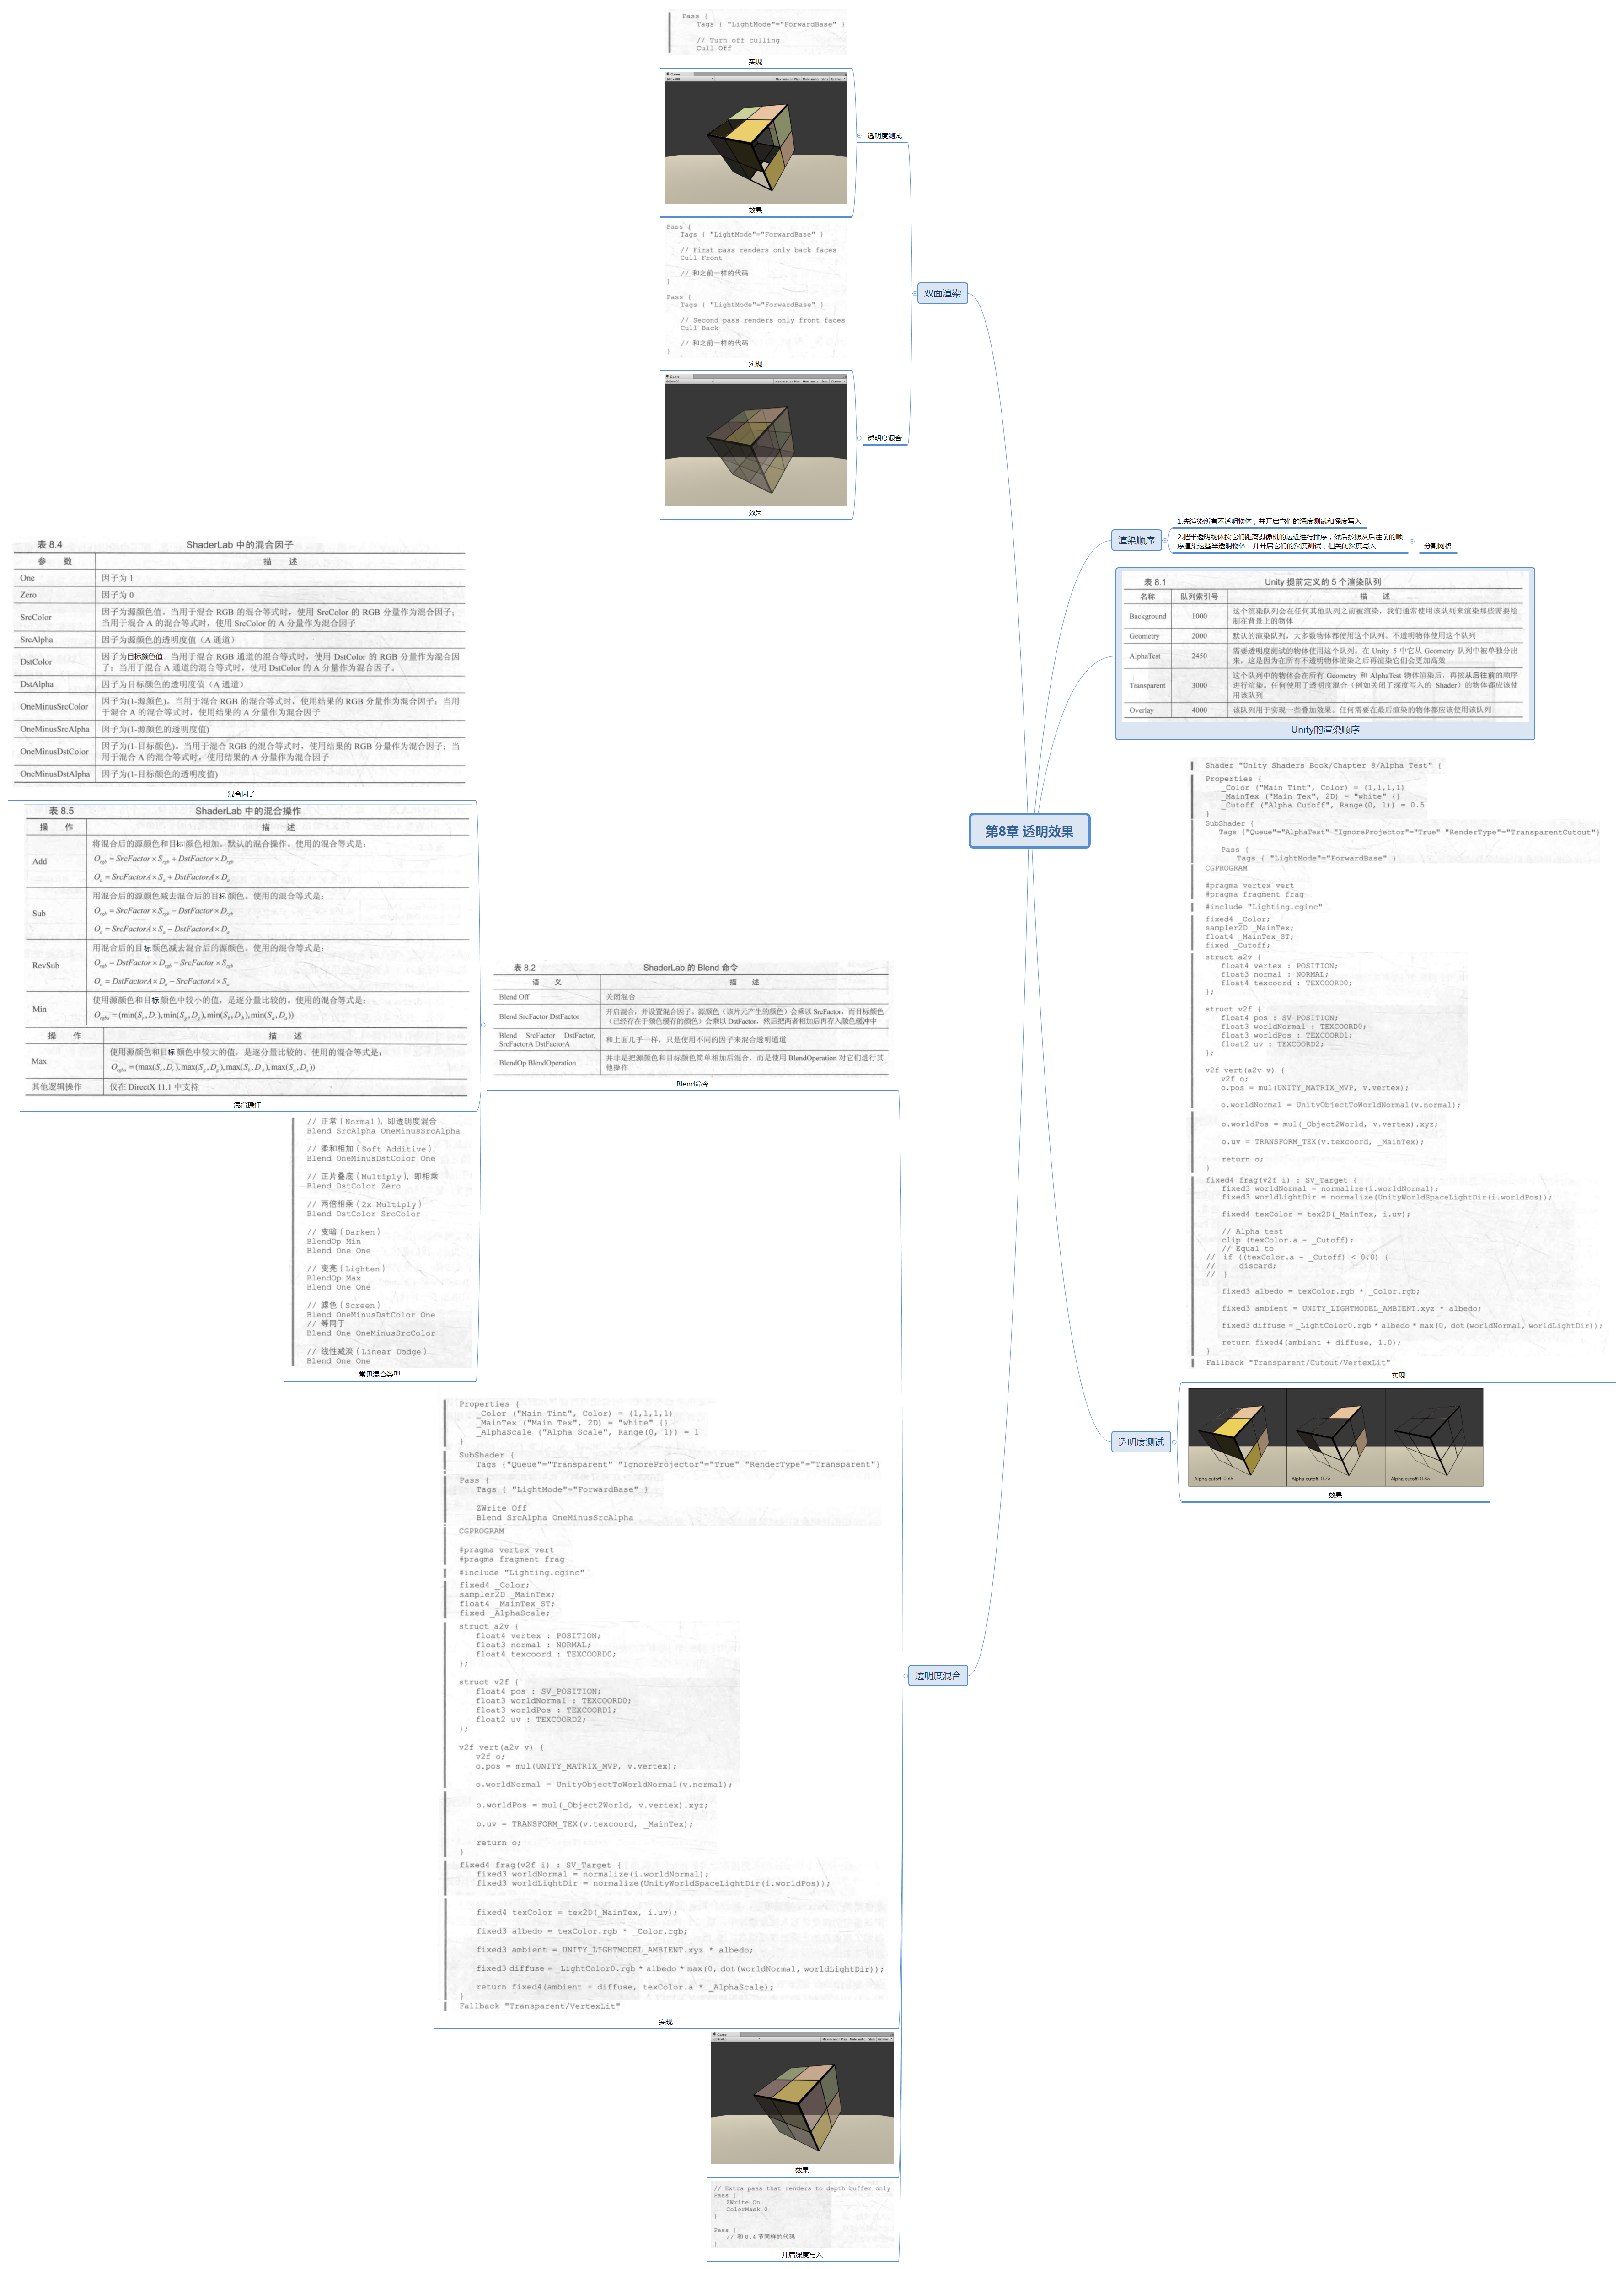 Pass {
Tags { "LightMode"="ForwardBase" }
// Turn off culling
Cull Off
实现
效果
透明度测试
Pass {
Tags { "LightMode"="ForwardBase" }
// First pass renders only back faces
Cull Front
// 和之前一样的代码
}
Pass {
Tags { "LightMode"="ForwardBase" }
// Second pass renders only front faces
Cull Back
// 和之前一样的代码
}
实现
效果
透明度混合
双面渲染
第8章 透明效果
渲染顺序
1.先渲染所有不透明物体，并开启它们的深度测试和深度写入
2.把半透明物体按它们距离摄像机的远近进行排序，然后按照从后往前的顺
序渲染这些半透明物体，并开启它们的深度测试，但关闭深度写入
分割网格
表 8.1 Unity 提前定义的 5 个渲染队列
名称 队列索引号 描 述
Background 1000 这个渲染队列会在任何其他队列之前被渲染，我们通常使用该队列来渲染那些需要绘
制在背景上的物体
Geometry 2000 默认的渲染队列，大多数物体都使用这个队列。不透明物体使用这个队列
AlphaTest 2450 需要透明度测试的物体使用这个队列。在 Unity 5 中它从 Geometry 队列中被单独分出
来，这是因为在所有不透明物体渲染之后再渲染它们会更加高效
Transparent 3000 这个队列中的物体会在所有 Geometry 和 AlphaTest 物体渲染后，再按从后往前的顺序
进行渲染。任何使用了透明度混合（例如关闭了深度写入的 Shader）的物体都应该使
用该队列
Overlay 4000 该队列用于实现一些叠加效果。任何需要在最后渲染的物体都应该使用该队列
Unity的渲染顺序
Shader "Unity Shaders Book/Chapter 8/Alpha Test" {
Properties {
_Color ("Main Tint", Color) = (1,1,1,1)
_MainTex ("Main Tex", 2D) = "white" {}
_Cutoff ("Alpha Cutoff", Range(0, 1)) = 0.5
}
SubShader {
Tags {"Queue"="AlphaTest" "IgnoreProjector"="True" "RenderType"="TransparentCutout"}
Pass {
Tags { "LightMode"="ForwardBase" }
CGPROGRAM
#pragma vertex vert
#pragma fragment frag
#include "Lighting.cginc"
fixed4 _Color;
sampler2D _MainTex;
float4 _MainTex_ST;
fixed _Cutoff;
struct a2v {
float4 vertex : POSITION;
float3 normal : NORMAL;
float4 texcoord : TEXCOORD0;
};
struct v2f {
float4 pos : SV_POSITION;
float3 worldNormal : TEXCOORD0;
float3 worldPos : TEXCOORD1;
float2 uv : TEXCOORD2;
};
v2f vert(a2v v) {
v2f o;
o.pos = mul(UNITY_MATRIX_MVP, v.vertex);
o.worldNormal = UnityObjectToWorldNormal(v.normal);
o.worldPos = mul(_Object2World, v.vertex).xyz;
o.uv = TRANSFORM_TEX(v.texcoord, _MainTex);
return o;
}
fixed4 frag(v2f i) : SV_Target {
fixed3 worldNormal = normalize(i.worldNormal);
fixed3 worldLightDir = normalize(UnityWorldSpaceLightDir(i.worldPos));
fixed4 texColor = tex2D(_MainTex, i.uv);
// Alpha test
clip (texColor.a - _Cutoff);
// Equal to
// if ((texColor.a - _Cutoff) < 0.0) {
// discard;
// }
fixed3 albedo = texColor.rgb * _Color.rgb;
fixed3 ambient = UNITY_LIGHTMODEL_AMBIENT.xyz * albedo;
fixed3 diffuse = _LightColor0.rgb * albedo * max(0, dot(worldNormal, worldLightDir));
return fixed4(ambient + diffuse, 1.0);
}
Fallback "Transparent/Cutout/VertexLit"
实现
Alpha cutoff: 0.65
Alpha cutoff: 0.75
Alpha cutoff: 0.85
效果
透明度测试
表 8.4 ShaderLab 中的混合因子
参 数 描 述
One 因子为 1
Zero 因子为 0
SrcColor 因子为源颜色值。当用于混合 RGB 的混合等式时，使用 SrcColor 的 RGB 分量作为混合因子；
当用于混合 A 的混合等式时，使用 SrcColor 的 A 分量作为混合因子
SrcAlpha 因子为源颜色的透明度值（A 通道）
DstColor 因子为目标颜色值。当用于混合 RGB 通道的混合等式时，使用 DstColor 的 RGB 分量作为混合因
子；当用于混合 A 通道的混合等式时，使用 DstColor 的 A 分量作为混合因子。
DstAlpha 因子为目标颜色的透明度值（A 通道）
OneMinusSrcColor 因子为(1-源颜色)。当用于混合 RGB 的混合等式时，使用结果的 RGB 分量作为混合因子；当用
于混合 A 的混合等式时，使用结果的 A 分量作为混合因子
OneMinusSrcAlpha 因子为(1-源颜色的透明度值)
OneMinusDstColor 因子为(1-目标颜色)。当用于混合 RGB 的混合等式时，使用结果的 RGB 分量作为混合因子；当
用于混合 A 的混合等式时，使用结果的 A 分量作为混合因子
OneMinusDstAlpha 因子为(1-目标颜色的透明度值)
混合因子
表 8.5 ShaderLab 中的混合操作
操 作 描 述
Add 将混合后的源颜色和目标颜色相加。默认的混合操作。使用的混合等式是：
O_rgb = SrcFactor × S_rgb + DstFactor × D_rgb
O_a = SrcFactorA × S_a + DstFactorA × D_a
Sub 用混合后的源颜色减去混合后的目标颜色。使用的混合等式是：
O_rgb = SrcFactor × S_rgb − DstFactor × D_rgb
O_a = SrcFactorA × S_a − DstFactorA × D_a
RevSub 用混合后的目标颜色减去混合后的源颜色。使用的混合等式是：
O_rgb = DstFactor × D_rgb − SrcFactor × S_rgb
O_a = DstFactorA × D_a − SrcFactorA × S_a
Min 使用源颜色和目标颜色中较小的值，是逐分量比较的。使用的混合等式是：
O_rgba = (min(S_r, D_r), min(S_g, D_g), min(S_b, D_b), min(S_a, D_a))
操 作 描 述
Max 使用源颜色和目标颜色中较大的值，是逐分量比较的。使用的混合等式是：
O_rgba = (max(S_r, D_r), max(S_g, D_g), max(S_b, D_b), max(S_a, D_a))
其他逻辑操作 仅在 DirectX 11.1 中支持
混合操作
// 正常（Normal），即透明度混合
Blend SrcAlpha OneMinusSrcAlpha
// 柔和相加（Soft Additive）
Blend OneMinusDstColor One
// 正片叠底（Multiply），即相乘
Blend DstColor Zero
// 两倍相乘（2x Multiply）
Blend DstColor SrcColor
// 变暗（Darken）
BlendOp Min
Blend One One
// 变亮（Lighten）
BlendOp Max
Blend One One
// 滤色（Screen）
Blend OneMinusDstColor One
// 等同于
Blend One OneMinusSrcColor
// 线性减淡（Linear Dodge）
Blend One One
常见混合类型
表 8.2 ShaderLab 的 Blend 命令
语 义 描 述
Blend Off 关闭混合
Blend SrcFactor DstFactor 开启混合，并设置混合因子。源颜色（该片元产生的颜色）会乘以 SrcFactor，而目标颜色
（已经存在于颜色缓存的颜色）会乘以 DstFactor，然后把两者相加后再存入颜色缓冲中
Blend SrcFactor DstFactor, 和上面几乎一样，只是使用不同的因子来混合透明通道
SrcFactorA DstFactorA
BlendOp BlendOperation 并非是把源颜色和目标颜色简单相加后混合，而是使用 BlendOperation 对它们进行其
他操作
Blend命令
Properties {
_Color ("Main Tint", Color) = (1,1,1,1)
_MainTex ("Main Tex", 2D) = "white" {}
_AlphaScale ("Alpha Scale", Range(0, 1)) = 1
}
SubShader {
Tags {"Queue"="Transparent" "IgnoreProjector"="True" "RenderType"="Transparent"}
Pass {
Tags { "LightMode"="ForwardBase" }
ZWrite Off
Blend SrcAlpha OneMinusSrcAlpha
CGPROGRAM
#pragma vertex vert
#pragma fragment frag
#include "Lighting.cginc"
fixed4 _Color;
sampler2D _MainTex;
float4 _MainTex_ST;
fixed _AlphaScale;
struct a2v {
float4 vertex : POSITION;
float3 normal : NORMAL;
float4 texcoord : TEXCOORD0;
};
struct v2f {
float4 pos : SV_POSITION;
float3 worldNormal : TEXCOORD0;
float3 worldPos : TEXCOORD1;
float2 uv : TEXCOORD2;
};
v2f vert(a2v v) {
v2f o;
o.pos = mul(UNITY_MATRIX_MVP, v.vertex);
o.worldNormal = UnityObjectToWorldNormal(v.normal);
o.worldPos = mul(_Object2World, v.vertex).xyz;
o.uv = TRANSFORM_TEX(v.texcoord, _MainTex);
return o;
}
fixed4 frag(v2f i) : SV_Target {
fixed3 worldNormal = normalize(i.worldNormal);
fixed3 worldLightDir = normalize(UnityWorldSpaceLightDir(i.worldPos));
fixed4 texColor = tex2D(_MainTex, i.uv);
fixed3 albedo = texColor.rgb * _Color.rgb;
fixed3 ambient = UNITY_LIGHTMODEL_AMBIENT.xyz * albedo;
fixed3 diffuse = _LightColor0.rgb * albedo * max(0, dot(worldNormal, worldLightDir));
return fixed4(ambient + diffuse, texColor.a * _AlphaScale);
}
Fallback "Transparent/VertexLit"
实现
效果
// Extra pass that renders to depth buffer only
Pass {
ZWrite On
ColorMask 0
}
Pass {
// 和 8.4 节同样的代码
}
开启深度写入
透明度混合